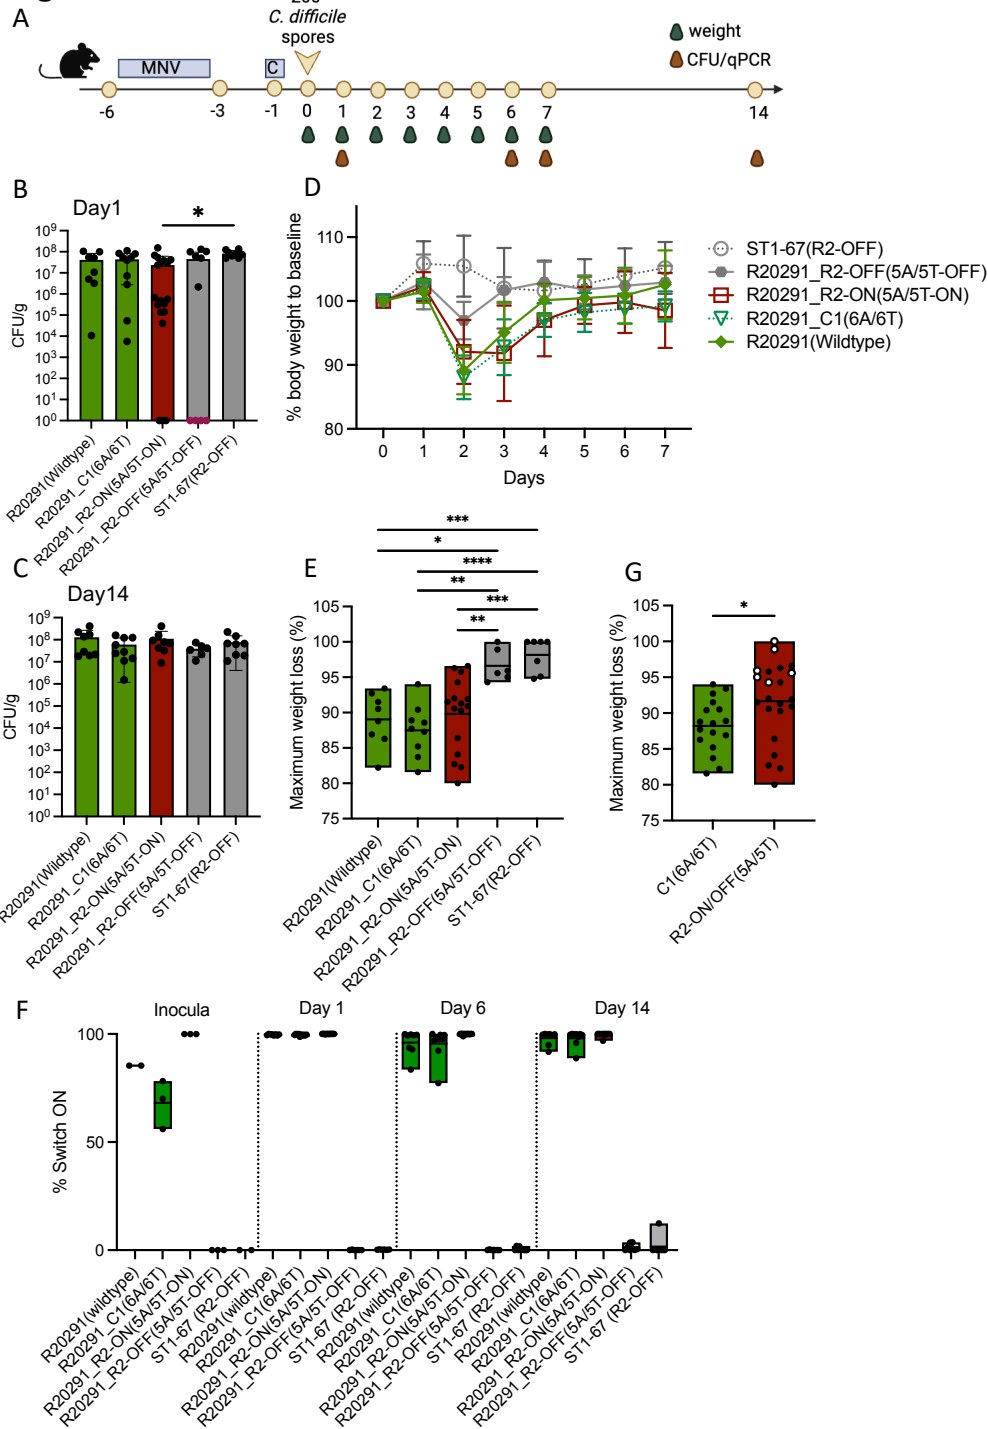 A
C. difficile
spores
weight
CFU/qPCR
MNV
C
-6
-3
-1
0
1
2
3
4
5
6
7
14
B
Day1
*
CFU/g
10⁹
10⁸
10⁷
10⁶
10⁵
10⁴
10³
10²
10¹
10⁰
R20291(Wildtype)
R20291_C1(6A/6T)
R20291_R2-ON(5A/5T-ON)
R20291_R2-OFF(5A/5T-OFF)
ST1-67(R2-OFF)
D
% body weight to baseline
110
100
90
80
0
1
2
3
4
5
6
7
Days
ST1-67(R2-OFF)
R20291_R2-OFF(5A/5T-OFF)
R20291_R2-ON(5A/5T-ON)
R20291_C1(6A/6T)
R20291(Wildtype)
C
Day14
CFU/g
10⁹
10⁸
10⁷
10⁶
10⁵
10⁴
10³
10²
10¹
10⁰
R20291(Wildtype)
R20291_C1(6A/6T)
R20291_R2-ON(5A/5T-ON)
R20291_R2-OFF(5A/5T-OFF)
ST1-67(R2-OFF)
E
***
*
****
**
***
**
Maximum weight loss (%)
105
100
95
90
85
80
75
R20291(Wildtype)
R20291_C1(6A/6T)
R20291_R2-ON(5A/5T-ON)
R20291_R2-OFF(5A/5T-OFF)
ST1-67(R2-OFF)
G
*
Maximum weight loss (%)
105
100
95
90
85
80
75
C1(6A/6T)
R2-ON/OFF(5A/5T)
F
Inocula
Day 1
Day 6
Day 14
% Switch ON
100
50
0
R20291(wildtype)
R20291_C1(6A/6T)
R20291_R2-ON(5A/5T-ON)
R20291_R2-OFF(5A/5T-OFF)
ST1-67 (R2-OFF)
R20291(wildtype)
R20291_C1(6A/6T)
R20291_R2-ON(5A/5T-ON)
R20291_R2-OFF(5A/5T-OFF)
ST1-67 (R2-OFF)
R20291(wildtype)
R20291_C1(6A/6T)
R20291_R2-ON(5A/5T-ON)
R20291_R2-OFF(5A/5T-OFF)
ST1-67 (R2-OFF)
R20291(wildtype)
R20291_C1(6A/6T)
R20291_R2-ON(5A/5T-ON)
R20291_R2-OFF(5A/5T-OFF)
ST1-67 (R2-OFF)